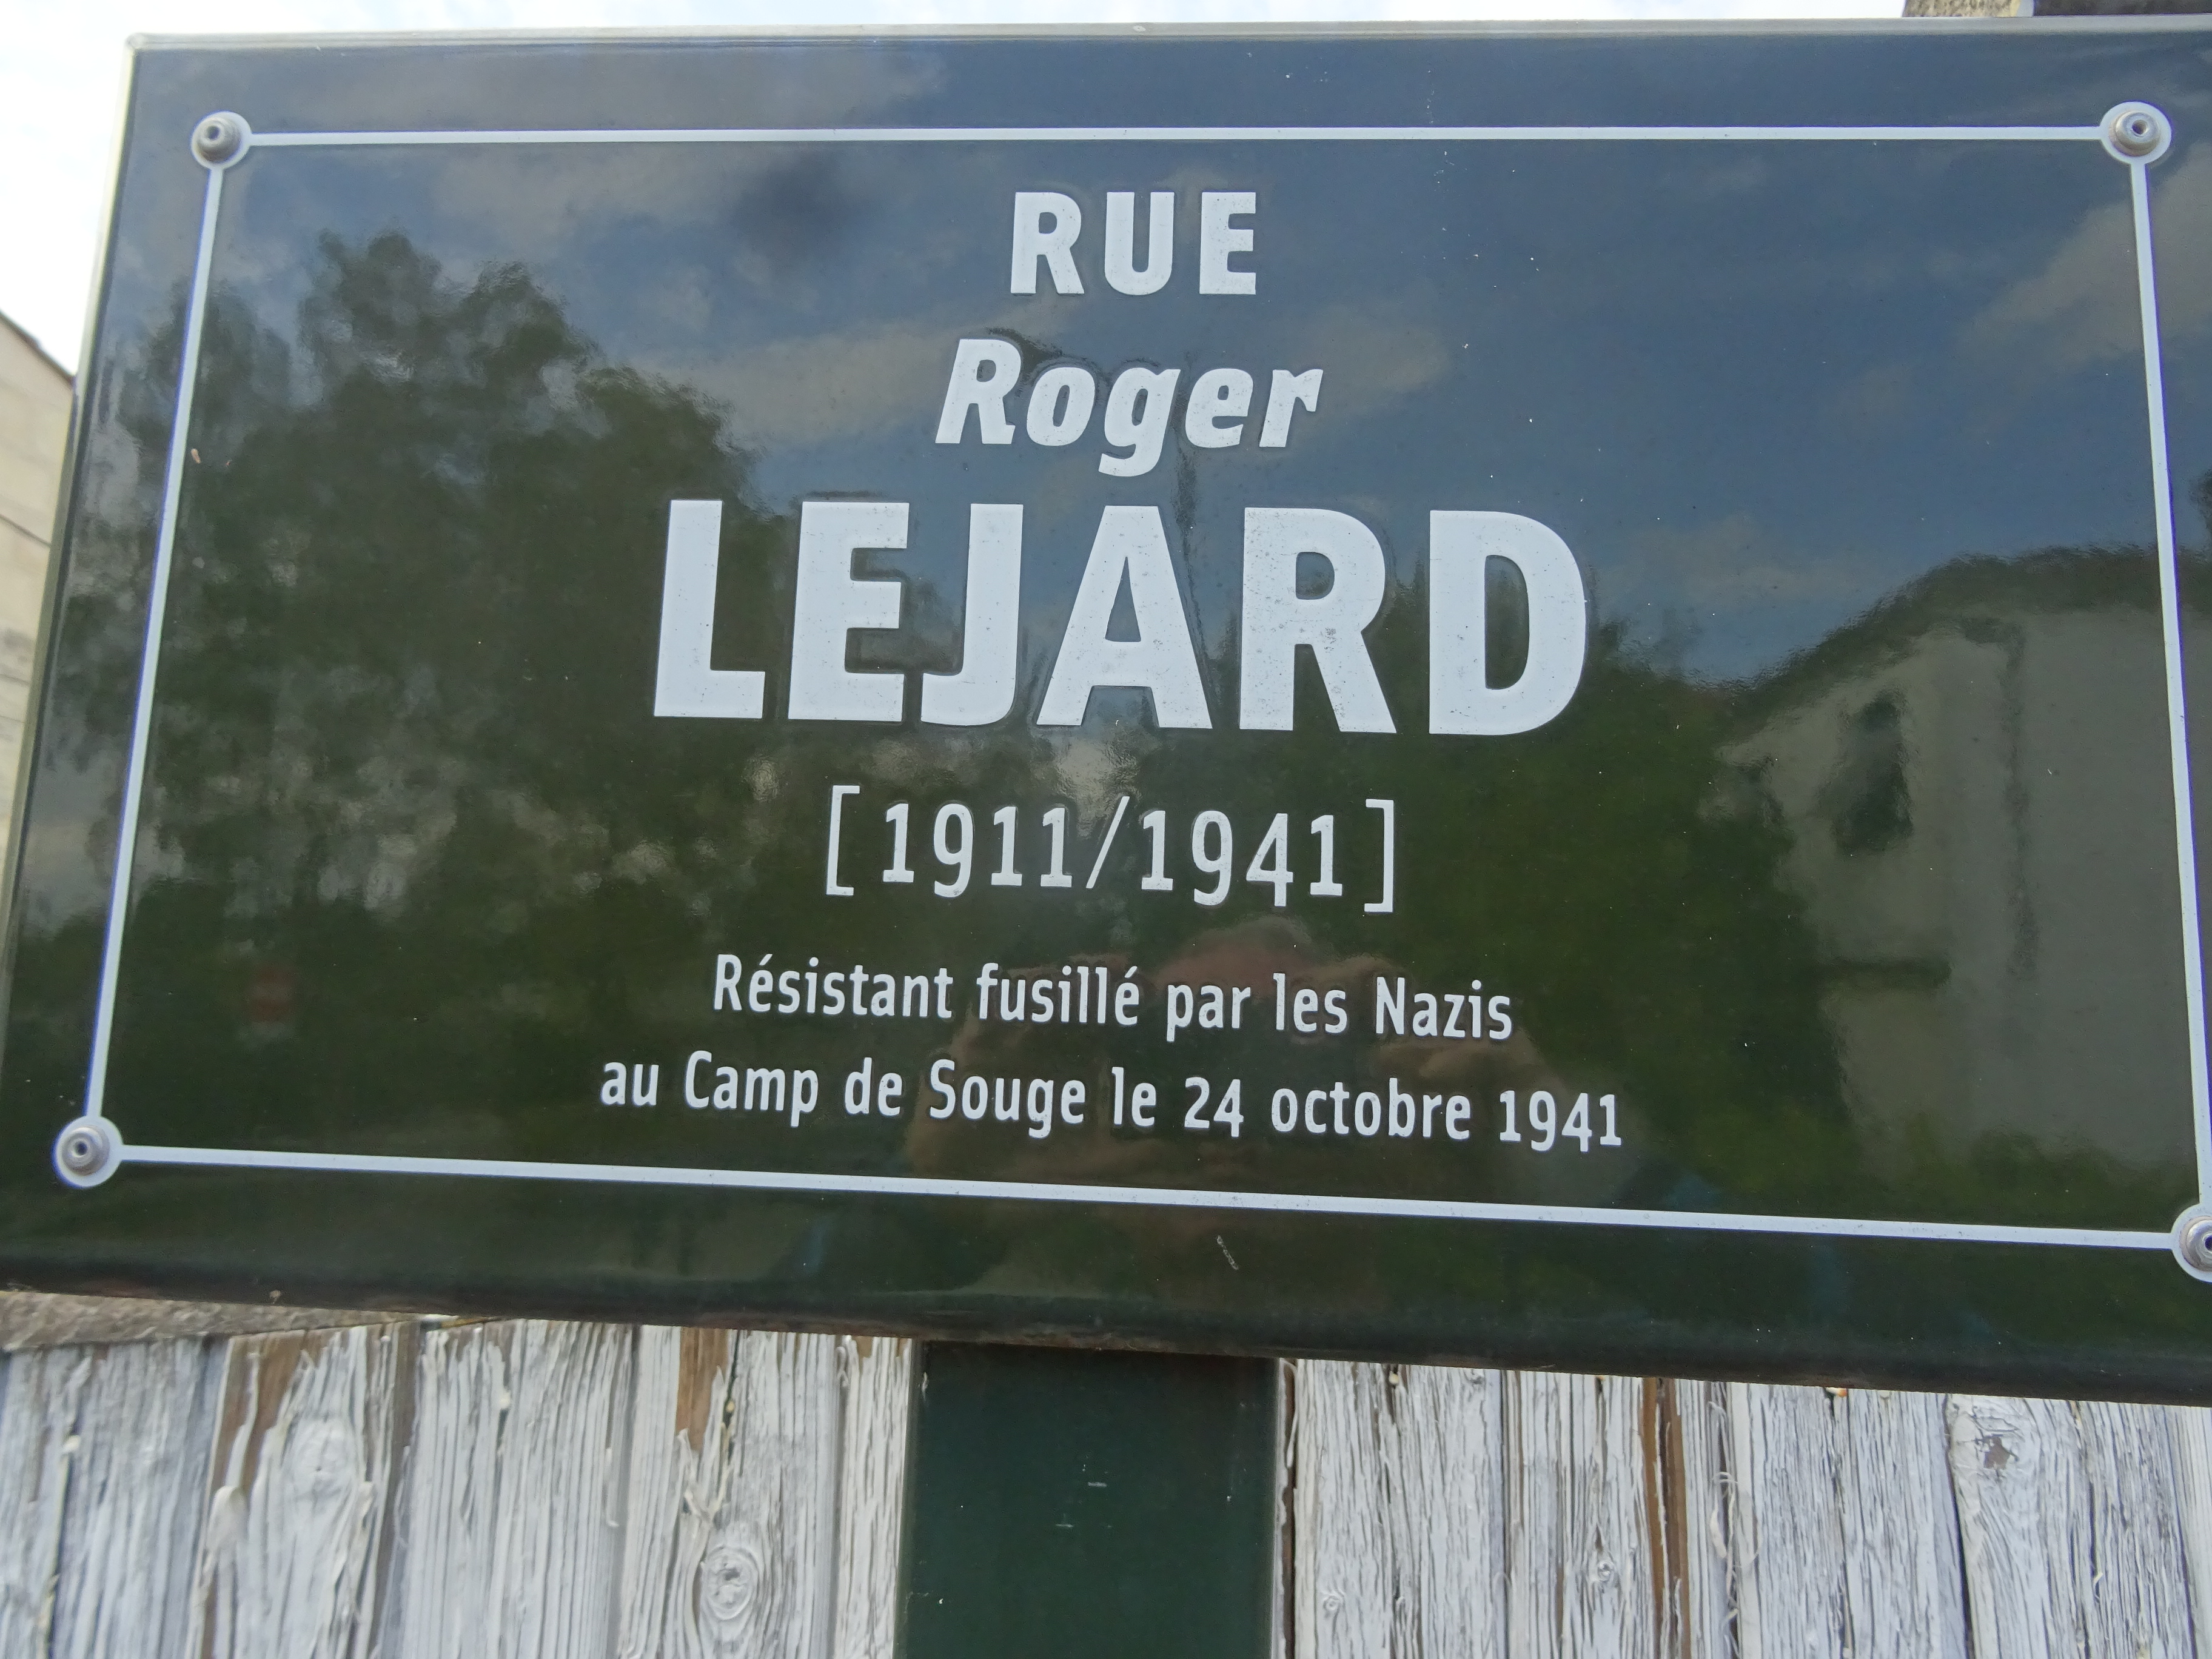 RUE
Roger
LEJARD
[1911/1941]
Résistant fusillé par les Nazis
au Camp de Souge le 24 octobre 1941